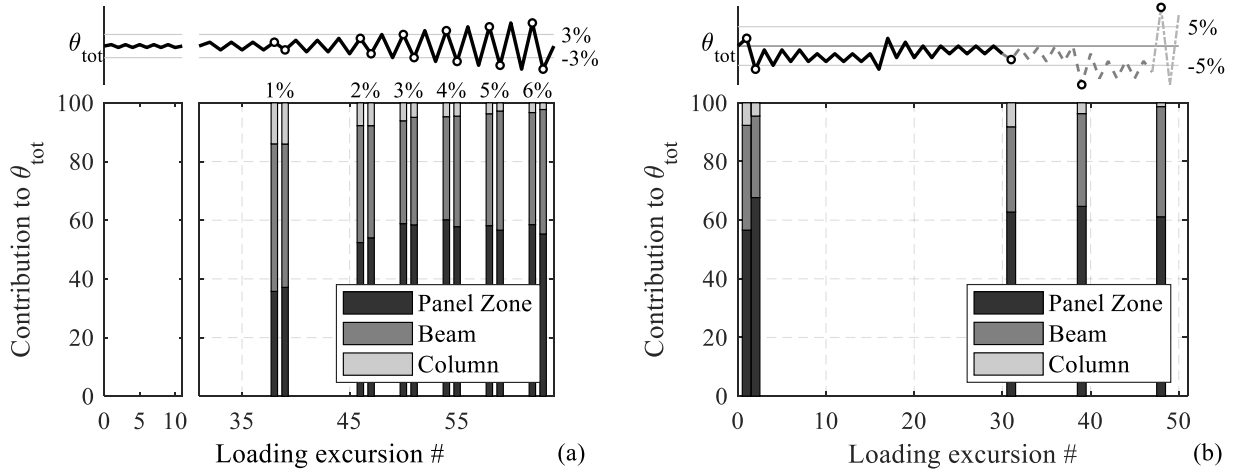 θtot
3%
-3%
1% 2% 3% 4% 5% 6%
100
80
60
40
20
0
Contribution to θtot
Panel Zone
Beam
Column
0 5 10 35 45 55
Loading excursion #
(a)
θtot
5%
-5%
100
80
60
40
20
0
Contribution to θtot
Panel Zone
Beam
Column
0 10 20 30 40 50
Loading excursion #
(b)